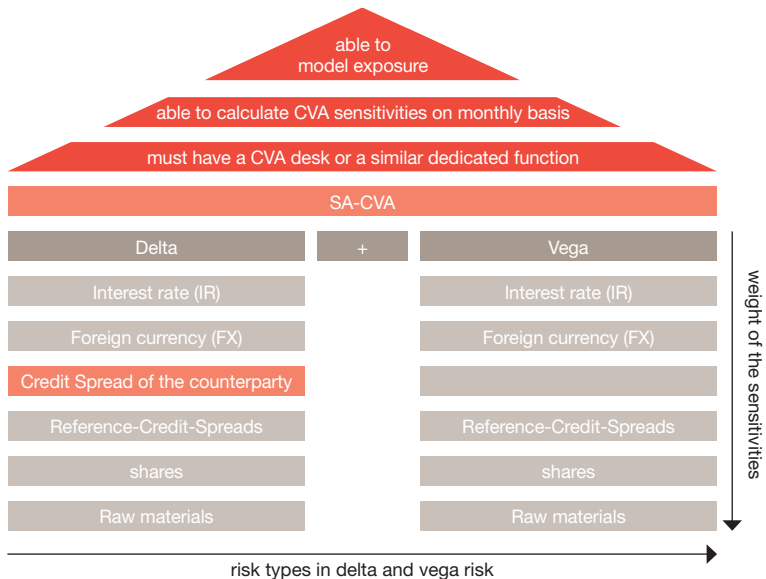 able to
model exposure
able to calculate CVA sensitivities on monthly basis
must have a CVA desk or a similar dedicated function
SA-CVA
Delta + Vega
Interest rate (IR) Interest rate (IR)
Foreign currency (FX) Foreign currency (FX)
Credit Spread of the counterparty
Reference-Credit-Spreads Reference-Credit-Spreads
shares shares
Raw materials Raw materials
weight of the sensitivities
risk types in delta and vega risk